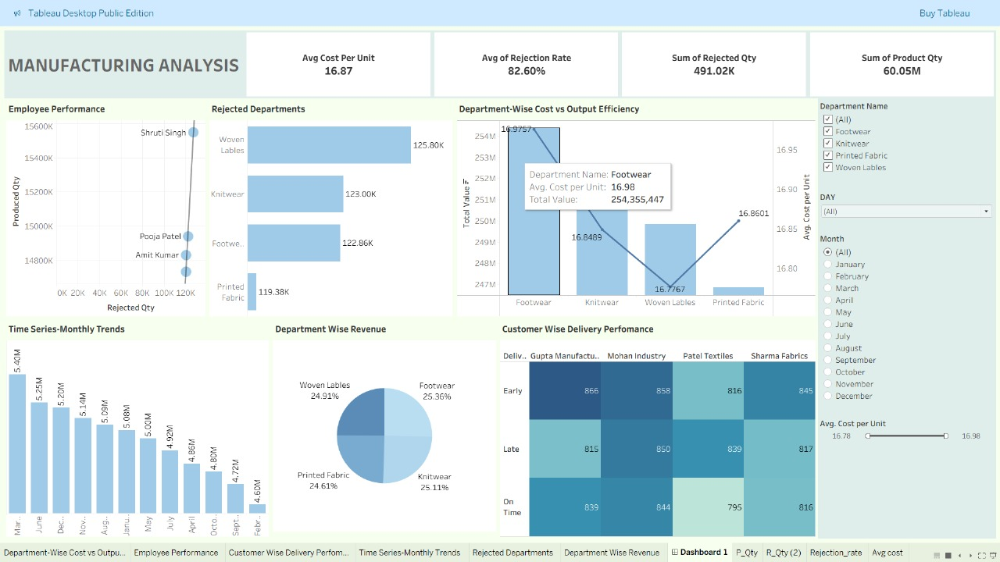 Tableau Desktop Public Edition
Buy Tableau
MANUFACTURING ANALYSIS
Avg Cost Per Unit
16.87
Avg of Rejection Rate
82.60%
Sum of Rejected Qty
491.02K
Sum of Product Qty
60.05M
Employee Performance
15600K
15400K
15200K
15000K
14800K
Produced Qty
Shruti Singh
Pooja Patel
Amit Kumar
0K 20K 40K 60K 80K 100K 120K
Rejected Qty
Rejected Departments
Woven
Lables
125.80K
Knitwear
123.00K
Footwe..
122.86K
Printed
Fabric
119.38K
Department-Wise Cost vs Output Efficiency
Total Value
254M
253M
252M
251M
250M
249M
248M
247M
16.9757
16.8489
16.7767
16.8601
Department Name: Footwear
Avg. Cost per Unit: 16.98
Total Value: 254,355,447
16.95
16.90
16.85
16.80
Avg. Cost per Unit
Footwear Knitwear Woven Lables Printed Fabric
Department Name
(All)
Footwear
Knitwear
Printed Fabric
Woven Lables
DAY
(All)
Month
(All)
January
February
March
April
May
June
July
August
September
October
November
December
Avg. Cost per Unit
16.78 16.98
Time Series-Monthly Trends
5.40M 5.25M 5.20M 5.14M 5.09M 5.08M 5.00M 4.92M 4.86M 4.80M 4.72M 4.60M
Mar.. June Dec.. Nov.. Aug.. Janu.. May July April Octo.. Sept.. Febr..
Department Wise Revenue
Woven Lables
24.91%
Footwear
25.36%
Printed Fabric
24.61%
Knitwear
25.11%
Customer Wise Delivery Perfomance
Deliv.. Gupta Manufactu.. Mohan Industry Patel Textiles Sharma Fabrics
Early 866 858 816 845
Late 815 850 839 817
On
Time 839 844 795 816
Department-Wise Cost vs Outpu... Employee Performance Customer Wise Delivery Perfom... Time Series-Monthly Trends Rejected Departments Department Wise Revenue Dashboard 1 P_Qty R_Qty (2) Rejection_rate Avg cost